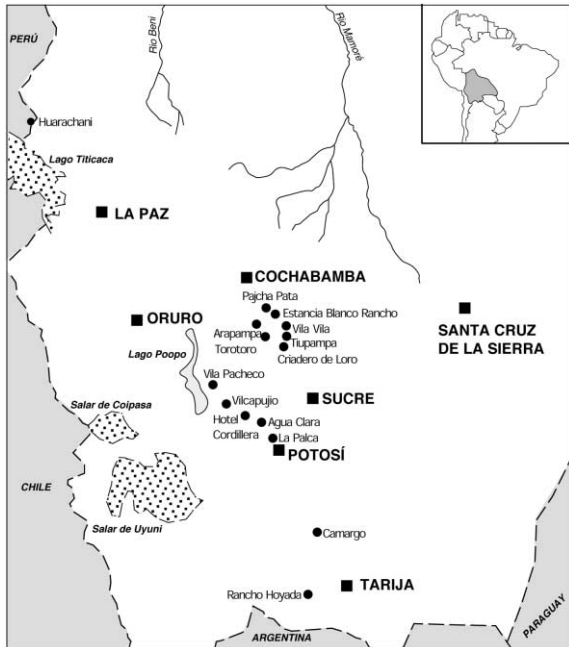 PERÚ
Rio Beni
Rio Mamoré
Huarachani
Lago Titicaca
LA PAZ
COCHABAMBA
Pajcha Pata
Estancia Blanco Rancho
ORURO
Arapampa
Vila Vila
SANTA CRUZ
DE LA SIERRA
Torotoro
Tiupampa
Lago Poopo
Criadero de Loro
Vila Pacheco
Salar de Coipasa
Vilcapujio
SUCRE
Hotel
Cordillera
Agua Clara
La Palca
POTOSÍ
CHILE
Salar de Uyuni
Camargo
TARIJA
Rancho Hoyada
ARGENTINA
PARAGUAY